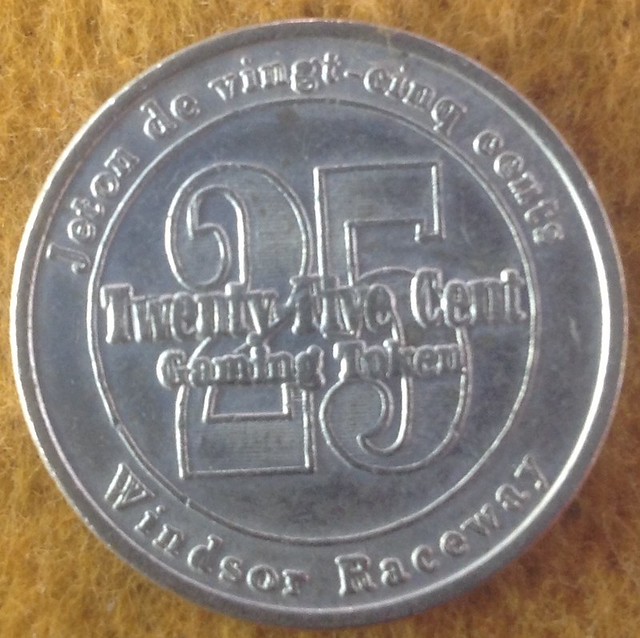 Jeton de vingt-cinq cents
25
Twenty Five Cent
Gaming Token
Windsor Raceway